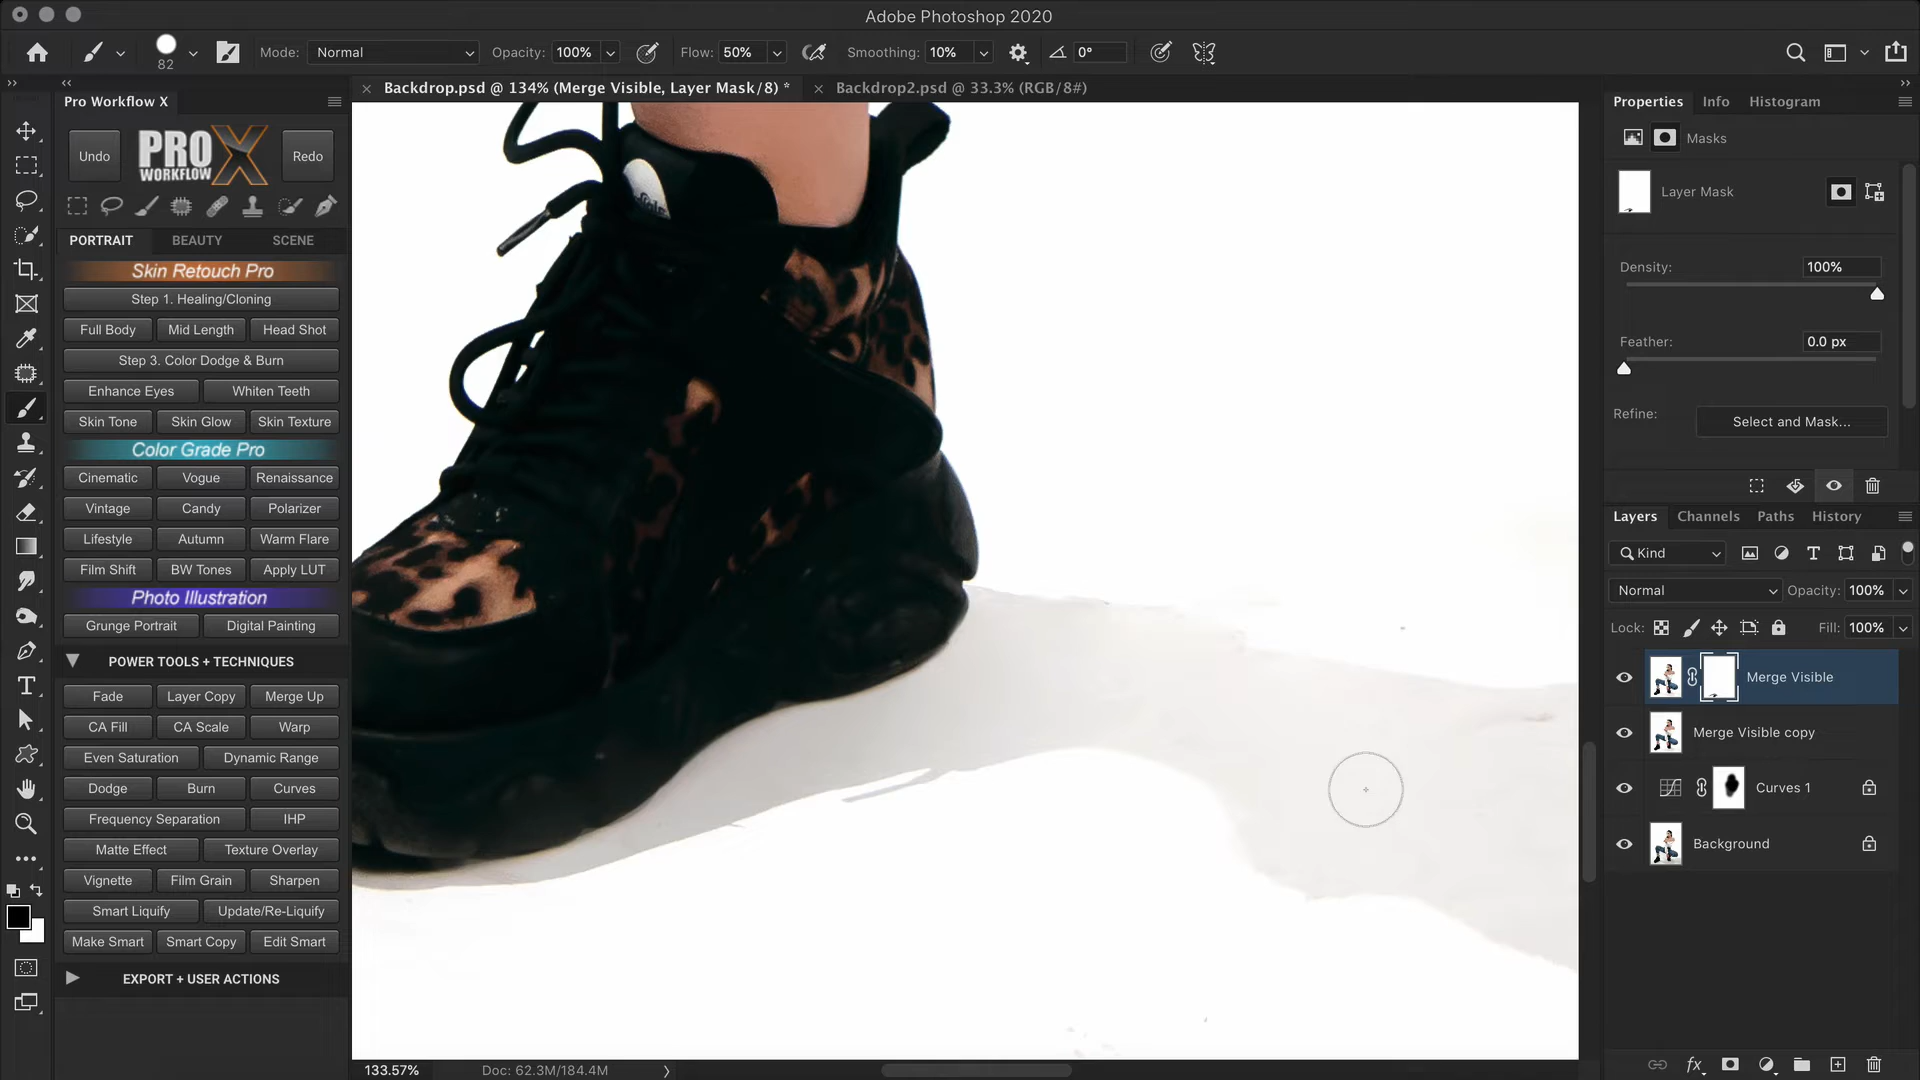 Adobe Photoshop 2020
82
Mode: Normal Opacity: 100% Flow: 50% Smoothing: 10% 0°
Pro Workflow X
Backdrop.psd @ 134% (Merge Visible, Layer Mask/8) *
Backdrop2.psd @ 33.3% (RGB/8#)
Undo
PRO
WORKFLOW
X
Redo
PORTRAIT BEAUTY SCENE
Skin Retouch Pro
Step 1. Healing/Cloning
Full Body Mid Length Head Shot
Step 3. Color Dodge & Burn
Enhance Eyes Whiten Teeth
Skin Tone Skin Glow Skin Texture
Color Grade Pro
Cinematic Vogue Renaissance
Vintage Candy Polarizer
Lifestyle Autumn Warm Flare
Film Shift BW Tones Apply LUT
Photo Illustration
Grunge Portrait Digital Painting
POWER TOOLS + TECHNIQUES
Fade Layer Copy Merge Up
CA Fill CA Scale Warp
Even Saturation Dynamic Range
Dodge Burn Curves
Frequency Separation IHP
Matte Effect Texture Overlay
Vignette Film Grain Sharpen
Smart Liquify Update/Re-Liquify
Make Smart Smart Copy Edit Smart
EXPORT + USER ACTIONS
133.57% Doc: 62.3M/184.4M
Properties Info Histogram
Masks
Layer Mask
Density: 100%
Feather: 0.0 px
Refine: Select and Mask...
Layers Channels Paths History
Kind
Normal Opacity: 100%
Lock: Fill: 100%
Merge Visible
Merge Visible copy
Curves 1
Background
fx